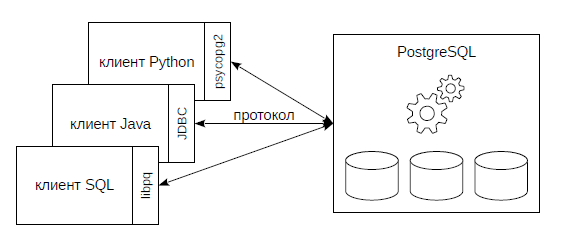 клиент Python
psycopg2
клиент Java
JDBC
клиент SQL
libpq
протокол
PostgreSQL